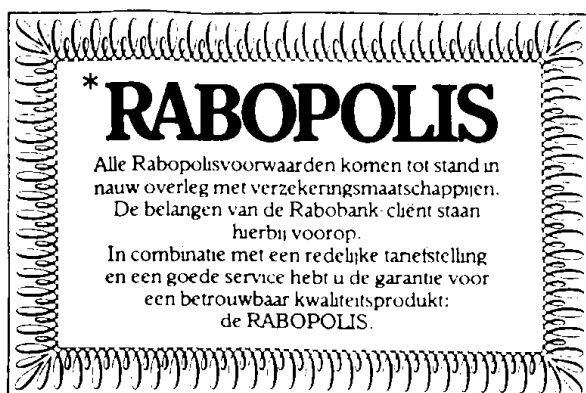 *RABOPOLIS
Alle Rabopolisvoorwaarden komen tot stand in
nauw overleg met verzekeringsmaatschappijen.
De belangen van de Rabobank-cliënt staan
hierbij voorop.
In combinatie met een redelijke tariefstelling
en een goede service hebt u de garantie voor
een betrouwbaar kwaliteitsprodukt:
de RABOPOLIS.